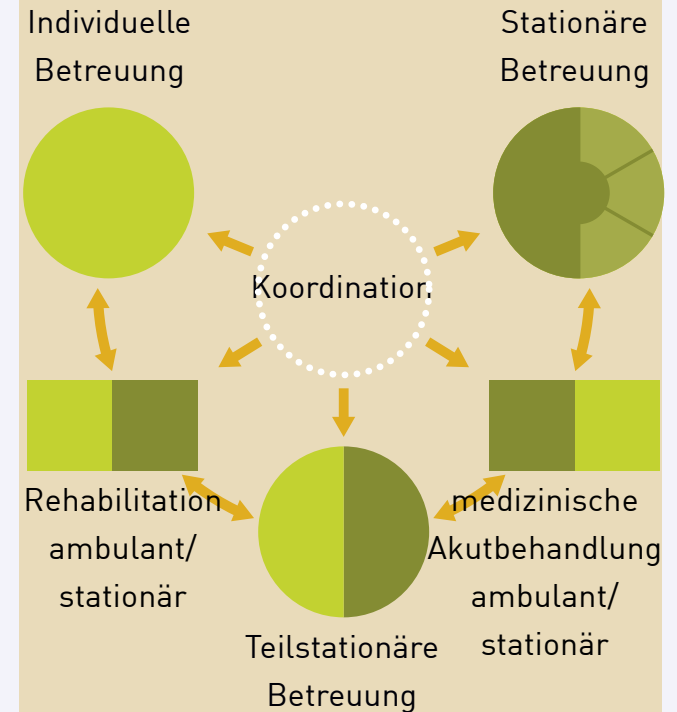 Individuelle
Betreuung
Stationäre
Betreuung
Koordination
Rehabilitation
ambulant/
stationär
medizinische
Akutbehandlung
ambulant/
stationär
Teilstationäre
Betreuung